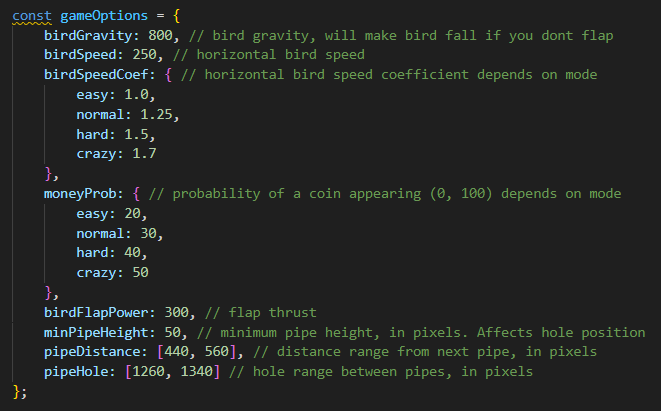 const gameOptions = {
    birdGravity: 800, // bird gravity, will make bird fall if you dont flap
    birdSpeed: 250, // horizontal bird speed
    birdSpeedCoef: { // horizontal bird speed coefficient depends on mode
        easy: 1.0,
        normal: 1.25,
        hard: 1.5,
        crazy: 1.7
    },
    moneyProb: { // probability of a coin appearing (0, 100) depends on mode
        easy: 20,
        normal: 30,
        hard: 40,
        crazy: 50
    },
    birdFlapPower: 300, // flap thrust
    minPipeHeight: 50, // minimum pipe height, in pixels. Affects hole position
    pipeDistance: [440, 560], // distance range from next pipe, in pixels
    pipeHole: [1260, 1340] // hole range between pipes, in pixels
};